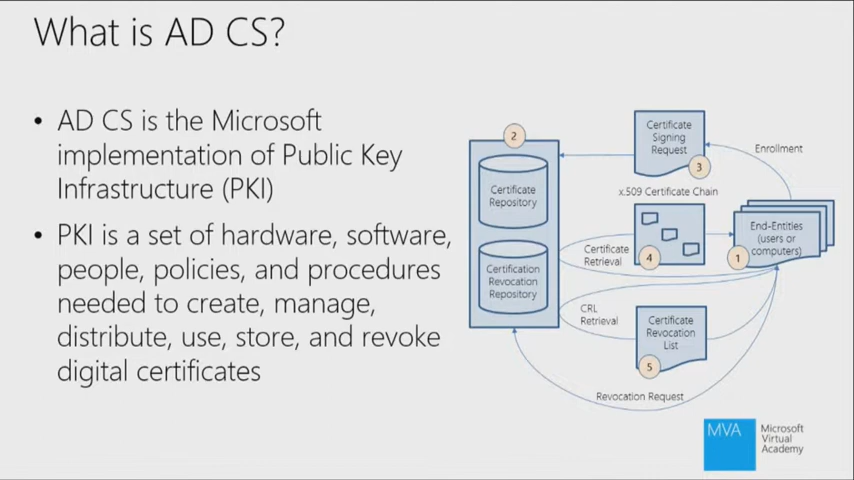 What is AD CS?
• AD CS is the Microsoft
implementation of Public Key
Infrastructure (PKI)
• PKI is a set of hardware, software,
people, policies, and procedures
needed to create, manage,
distribute, use, store, and revoke
digital certificates
2
Certificate
Repository
Certification
Revocation
Repository
Certificate
Signing
Request
3
Enrollment
x.509 Certificate Chain
4
Certificate
Retrieval
End-Entities
(users or
computers)
1
CRL
Retrieval
Certificate
Revocation
List
5
Revocation Request
MVA
Microsoft
Virtual
Academy